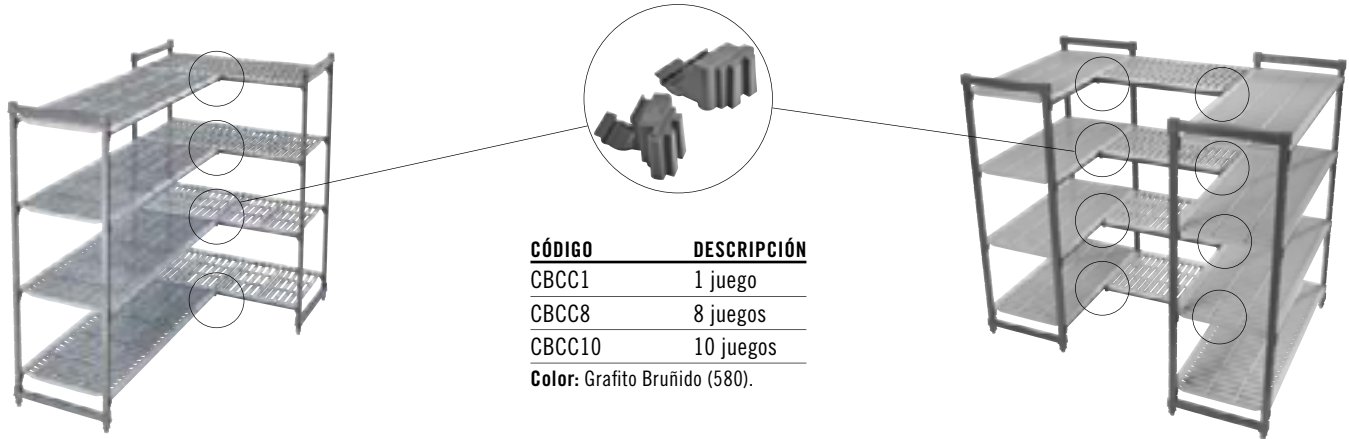 CÓDIGO DESCRIPCIÓN
CBCC1 1 juego
CBCC8 8 juegos
CBCC10 10 juegos
Color: Grafito Bruñido (580).